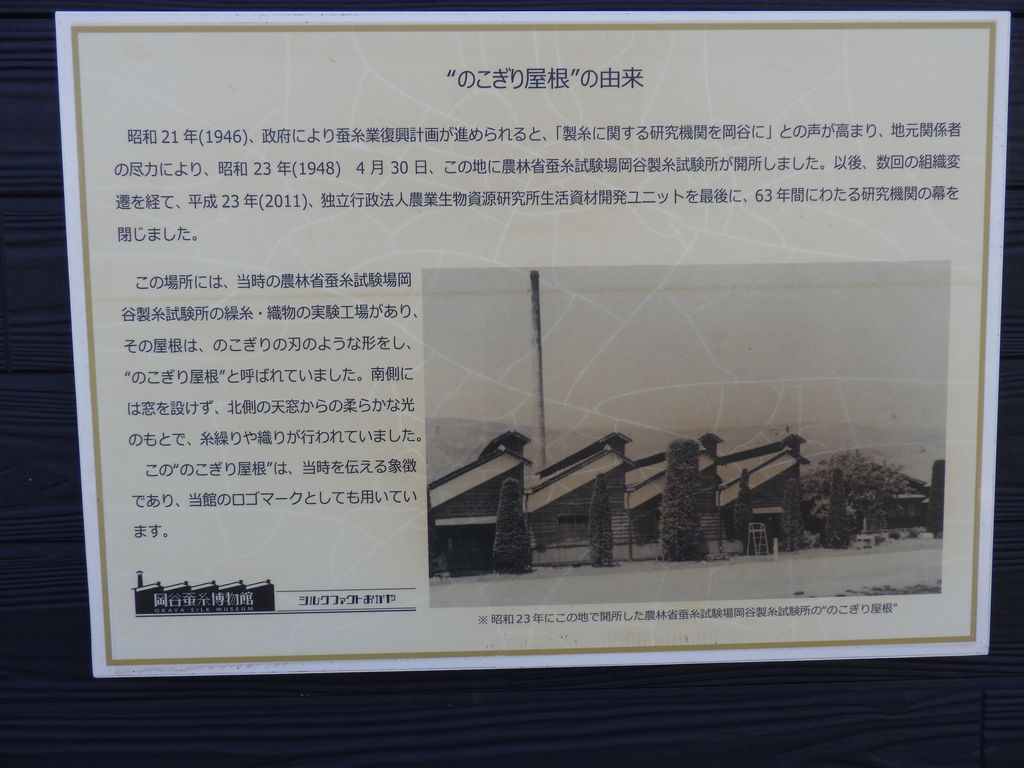 “のこぎり屋根”の由来
昭和21年(1946)、政府により蚕糸業復興計画が進められると、「製糸に関する研究機関を岡谷に」との声が高まり、地元関係者
の尽力により、昭和 23 年(1948) 4 月 30 日、この地に農林省蚕糸試験場岡谷製糸試験所が開所しました。以後、数回の組織変
遷を経て、平成23年(2011)、独立行政法人農業生物資源研究所生活資材開発ユニットを最後に、63年間にわたる研究機関の幕を
閉じました。
この場所には、当時の農林省蚕糸試験場岡
谷製糸試験所の繰糸・織物の実験工場があり、
その屋根は、のこぎりの刃のような形をし、
“のこぎり屋根”と呼ばれていました。南側に
は窓を設けず、北側の天窓からの柔らかな光
のもとで、糸繰りや織りが行われていました。
この“のこぎり屋根”は、当時を伝える象徴
であり、当館のロゴマークとしても用いてい
ます。
岡谷蚕糸博物館
OKAYA SILK MUSEUM
シルクファクトおかや
※ 昭和23年にこの地で開所した農林省蚕糸試験場岡谷製糸試験所の“のこぎり屋根”